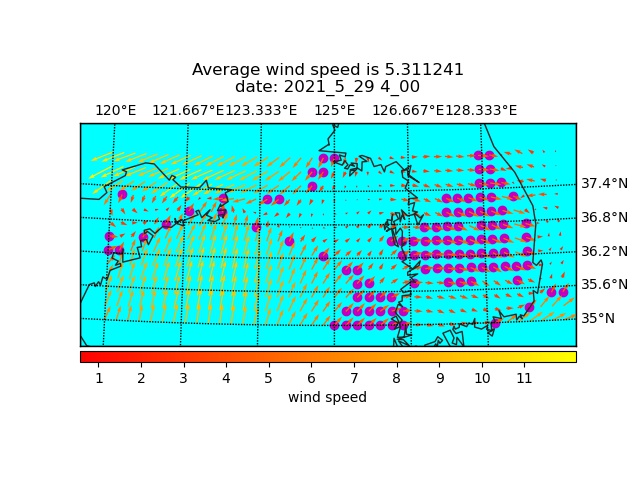 Average wind speed is 5.311241
date: 2021_5_29 4_00
120°E 121.667°E 123.333°E 125°E 126.667°E 128.333°E
37.4°N
36.8°N
36.2°N
35.6°N
35°N
1 2 3 4 5 6 7 8 9 10 11
wind speed